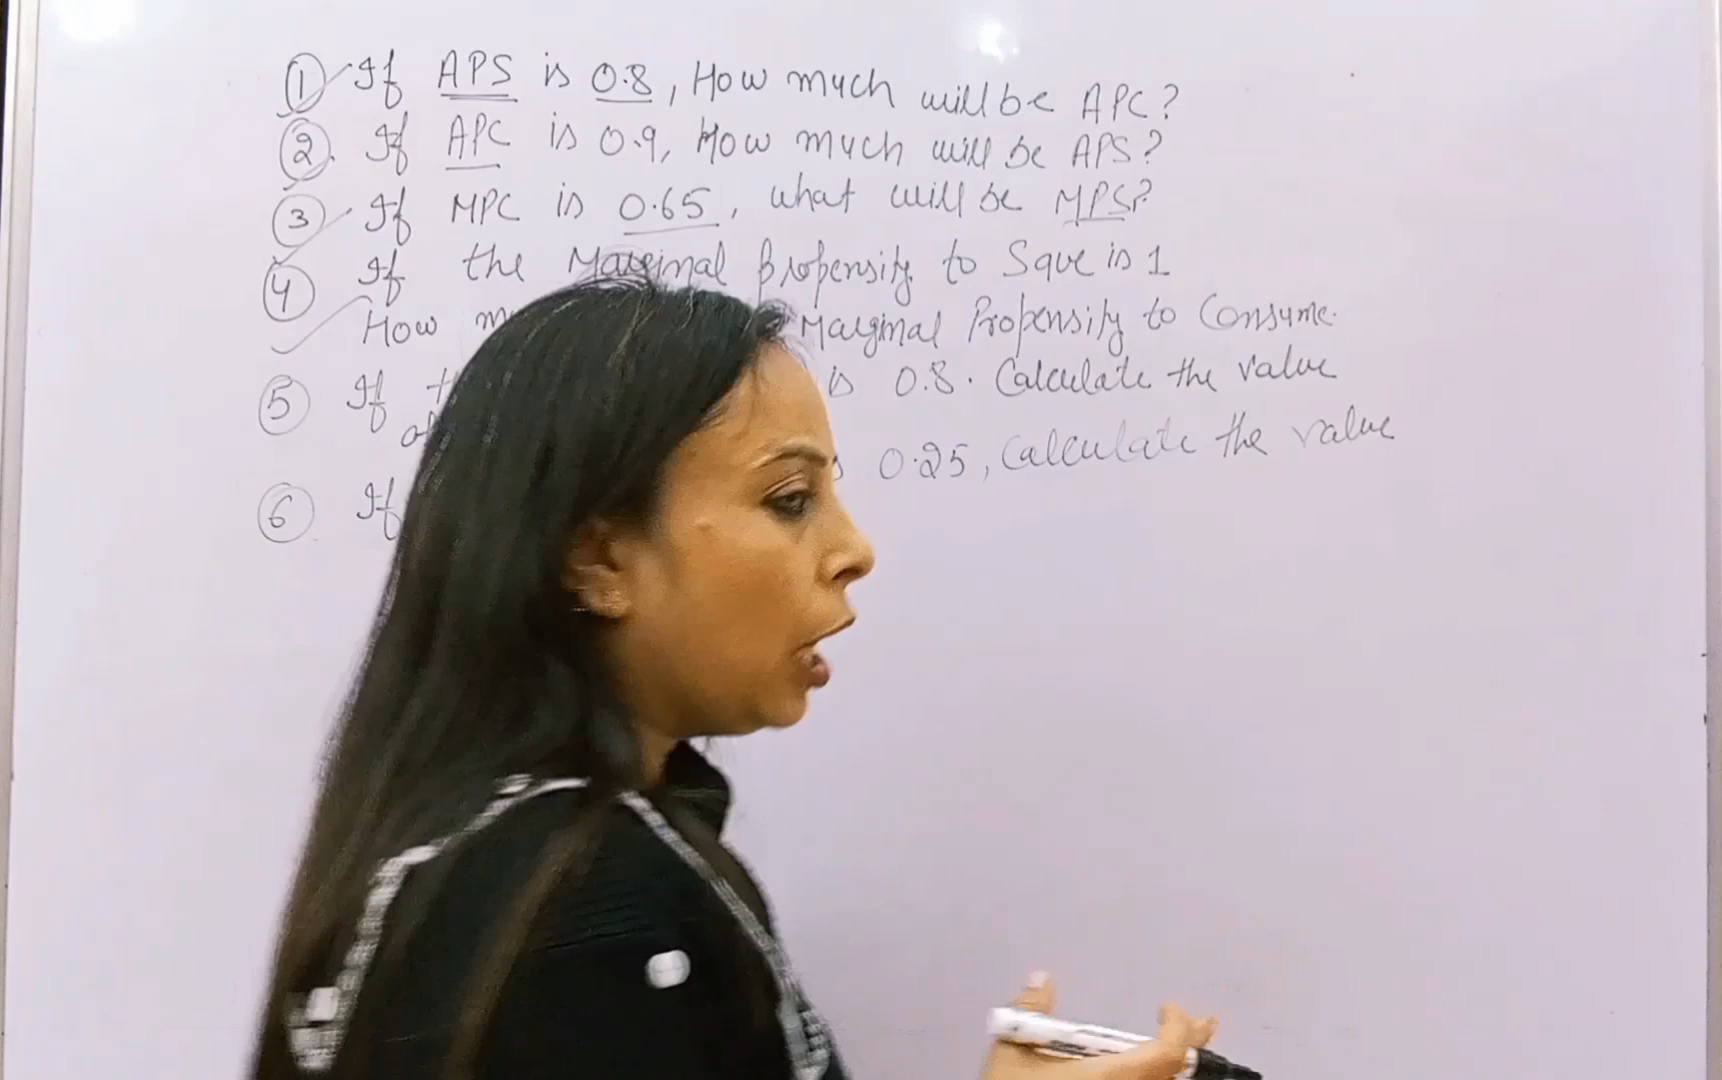 ① If APS is 0.8, How much will be APC?
②. If APC is 0.9, How much will be APS?
③ If MPC is 0.65, what will be MPS?
④ If the Marginal Propensity to Save is 1
How Marginal Propensity to Consume.
⑤ If is 0.8. Calculate the value
of
⑥ If 0.25, Calculate the value